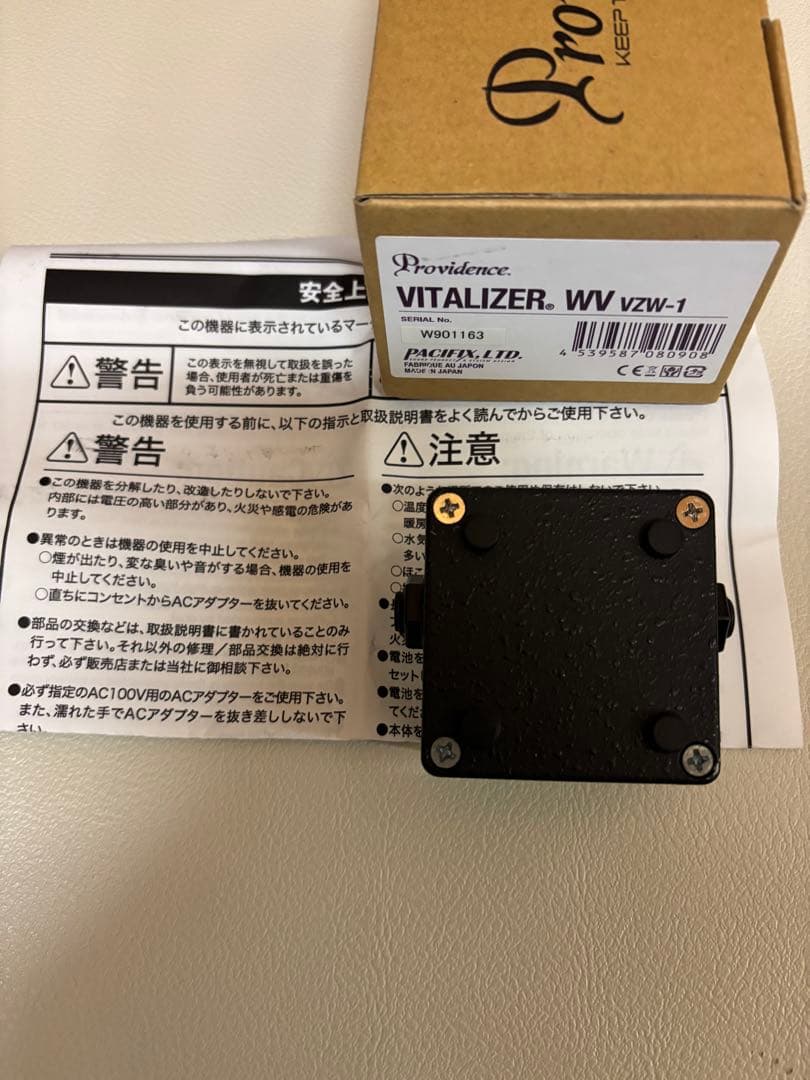 Pro
KEEP
Providence.
VITALIZER® WV VZW-1
SERIAL No.
W901163
PACIFIX, LTD.
FABRIQUE AU JAPON
MADE IN JAPAN
4 539587 080908
CE
安全上
この機器に表示されているマー
警告
この表示を無視して取扱を誤った
場合、使用者が死亡または重傷を
負う可能性があります。
この機器を使用する前に、以下の指示と取扱説明書をよく読んでからご使用下さい。
警告
●この機器を分解したり、改造したりしないで下さい。
内部には電圧の高い部分があり、火災や感電の危険があ
ります。
●異常のときは機器の使用を中止してください。
○煙が出たり、変な臭いや音がする場合、機器の使用を
中止してください。
○直ちにコンセントからACアダプターを抜いてください。
●部品の交換などは、取扱説明書に書かれていることのみ
行って下さい。それ以外の修理／部品交換は絶対に行
わず、必ず販売店または当社に御相談下さい。
●必ず指定のAC100V用のACアダプターをご使用下さい。
また、濡れた手でACアダプターを抜き差ししないで下
さい
注意
●次のよう
○温度
暖房
○水気
多い
○ほこ
火
●電池を
セット
●電池を
てくだ
●本体を